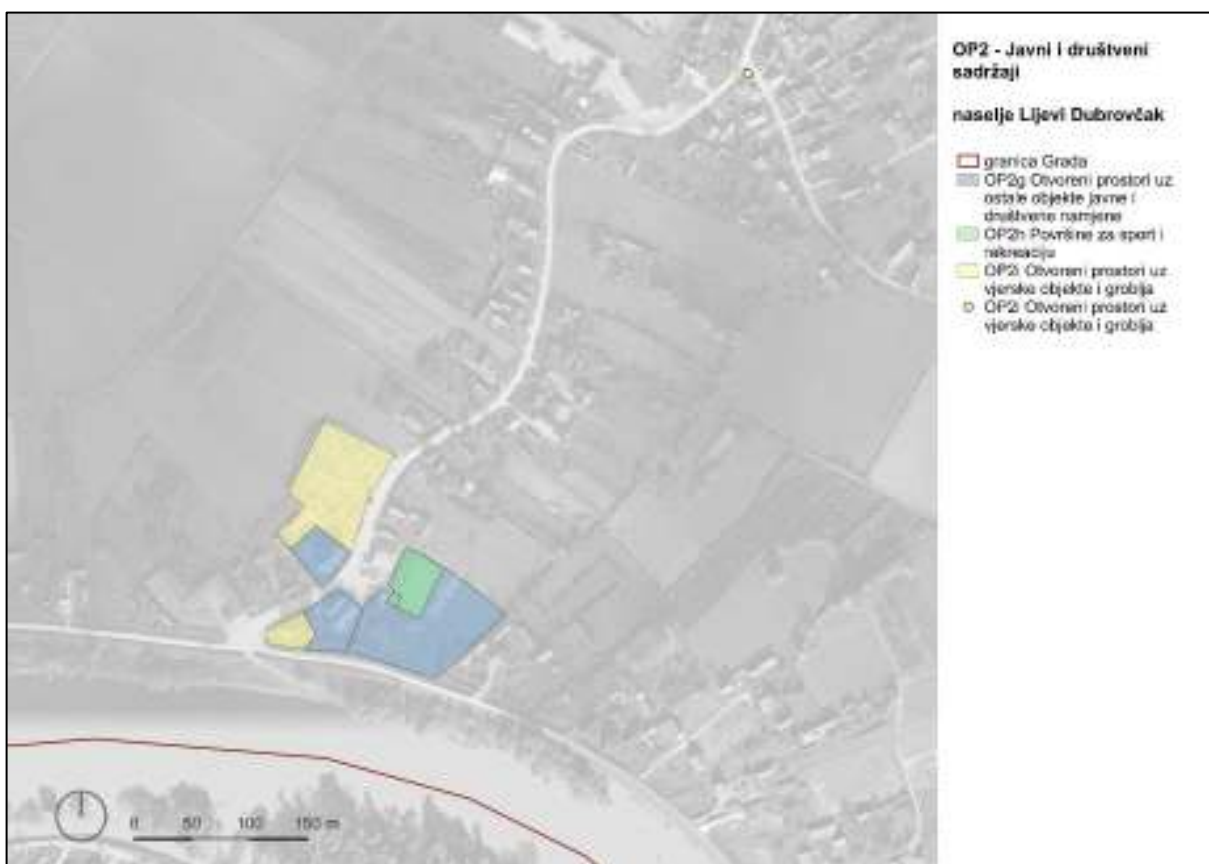 OP2 - Javni i društveni
sadržaji
naselje Lijevi Dubrovčak
granica Grada
OP2g Otvoreni prostori uz
ostale objekte javne i
društvene namjene
OP2h Površine za sport i
rekreaciju
OP2i Otvoreni prostori uz
vjerske objekte i groblja
OP2i Otvoreni prostori uz
vjerske objekte i groblja
0 50 100 150 m